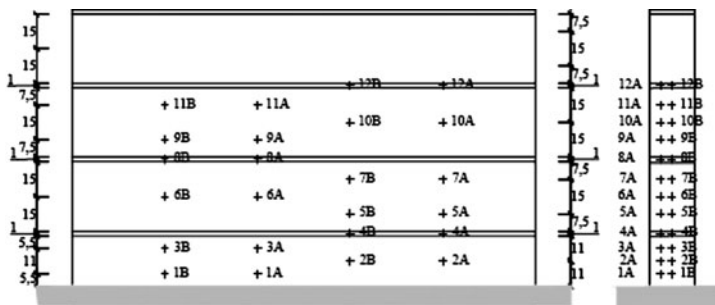 15 7,5
15 15
15 7,5
1 12B 12A 1 12A 12B
7,5 11B 11A 15 11A 11B
15 10B 10A 15 10A 10B
9B 9A 9A 9B
7,5
1 8B 8A 1 8A 8B
15 7B 7A 7,5 7A 7B
6B 6A 15 6A 6B
15 5B 5A 5A 5B
7,5
1 4B 4A 1 4A 4B
5,5 3B 3A 11 3A 3B
11 2B 2A 2A 2B
5,5 1B 1A 11 1A 1B